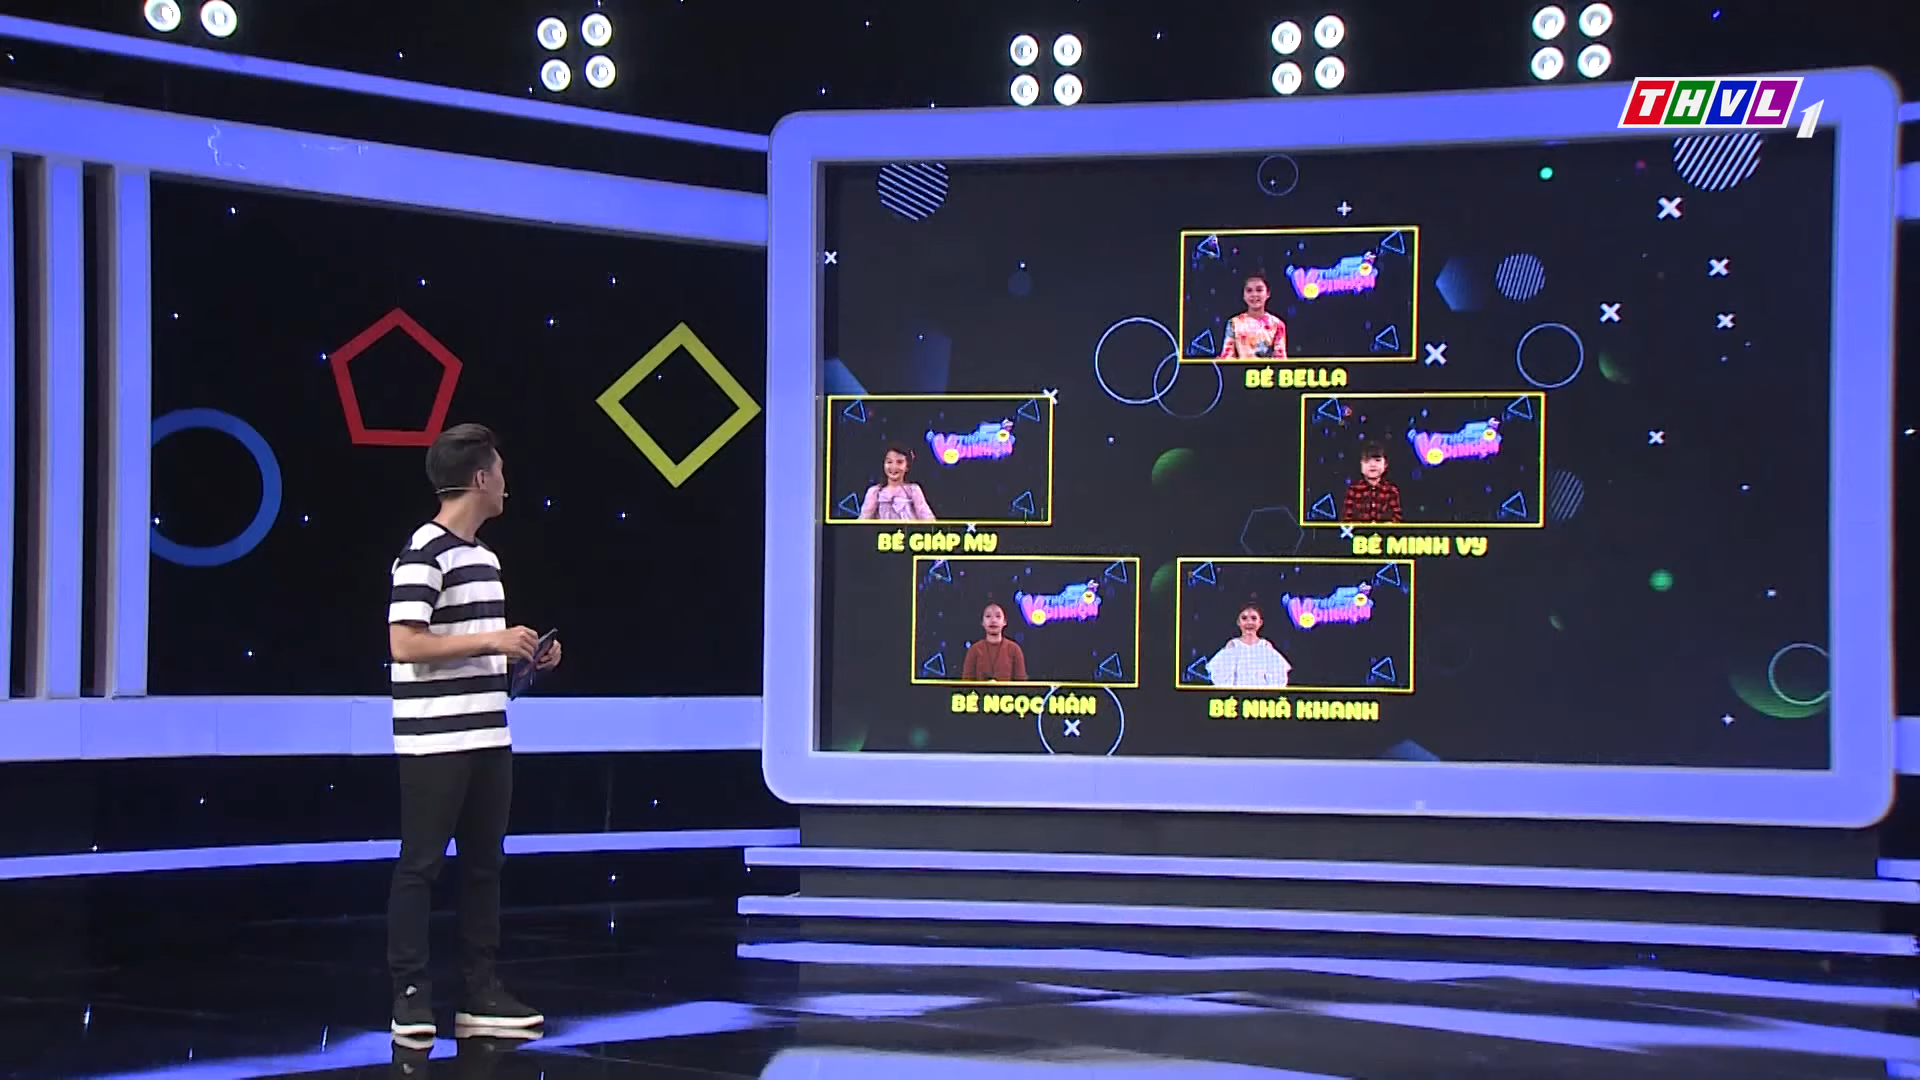 THVL1
BÉ BELLA
BÉ GIÁP MY
BÉ MINH VY
BÉ NGỌC HÂN
BÉ NHÃ KHANH